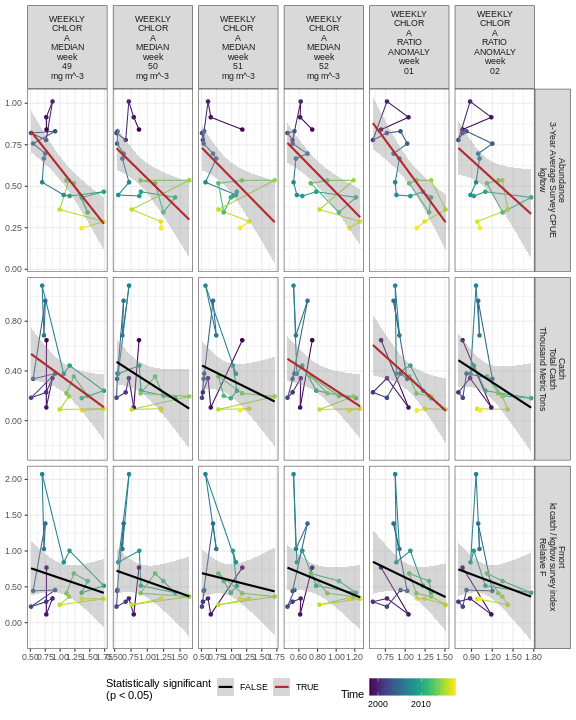 WEEKLY
CHLOR
A
MEDIAN
week
49
mg m^-3
WEEKLY
CHLOR
A
MEDIAN
week
50
mg m^-3
WEEKLY
CHLOR
A
MEDIAN
week
51
mg m^-3
WEEKLY
CHLOR
A
MEDIAN
week
52
mg m^-3
WEEKLY
CHLOR
A
RATIO
ANOMALY
week
01
WEEKLY
CHLOR
A
RATIO
ANOMALY
week
02
1.00
0.75
0.50
0.25
0.00
Abundance
3-Year Average Survey CPUE
kg/tow
0.80
0.40
0.00
Catch
Total Catch
Thousand Metric Tons
2.00
1.50
1.00
0.50
0.00
Fmort
kt catch / kg/tow survey index
Relative F
0.50 0.75 1.00 1.25 1.50 1.75
0.50 0.75 1.00 1.25 1.50
0.50 0.75 1.00 1.25 1.50 1.75
0.60 0.80 1.00 1.20
0.75 1.00 1.25 1.50
0.90 1.20 1.50 1.80
Statistically significant
(p < 0.05)
FALSE
TRUE
Time
2000
2010